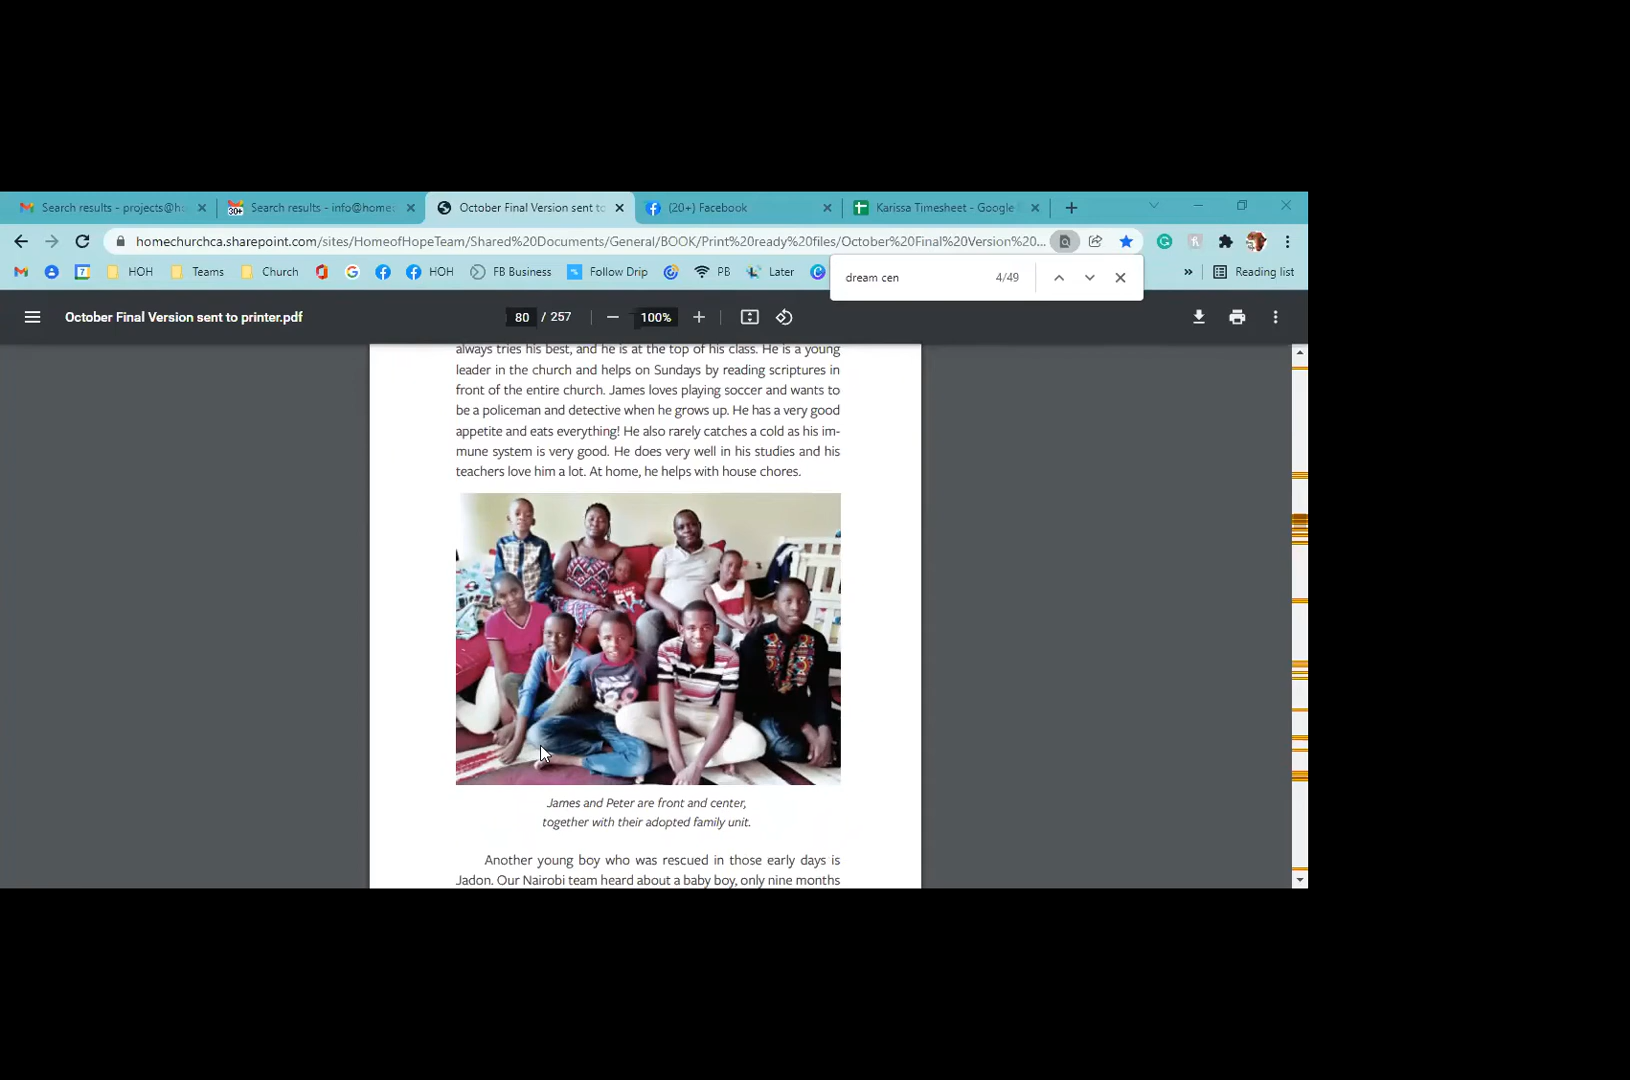 Search results - projects@h
30+
Search results - info@home
October Final Version sent to
(20+) Facebook
Karissa Timesheet - Google
homechurchca.sharepoint.com/sites/HomeofHopeTeam/Shared%20Documents/General/BOOK/Print%20ready%20files/October%20Final%20Version%20...
7
HOH
Teams
Church
HOH
FB Business
Follow Drip
PB
Later
»
Reading list
dream cen
4/49
October Final Version sent to printer.pdf
80 / 257
100%
always tries his best, and he is at the top of his class. He is a young
leader in the church and helps on Sundays by reading scriptures in
front of the entire church. James loves playing soccer and wants to
be a policeman and detective when he grows up. He has a very good
appetite and eats everything! He also rarely catches a cold as his im-
mune system is very good. He does very well in his studies and his
teachers love him a lot. At home, he helps with house chores.
James and Peter are front and center,
together with their adopted family unit.
Another young boy who was rescued in those early days is
Jadon. Our Nairobi team heard about a baby boy, only nine months